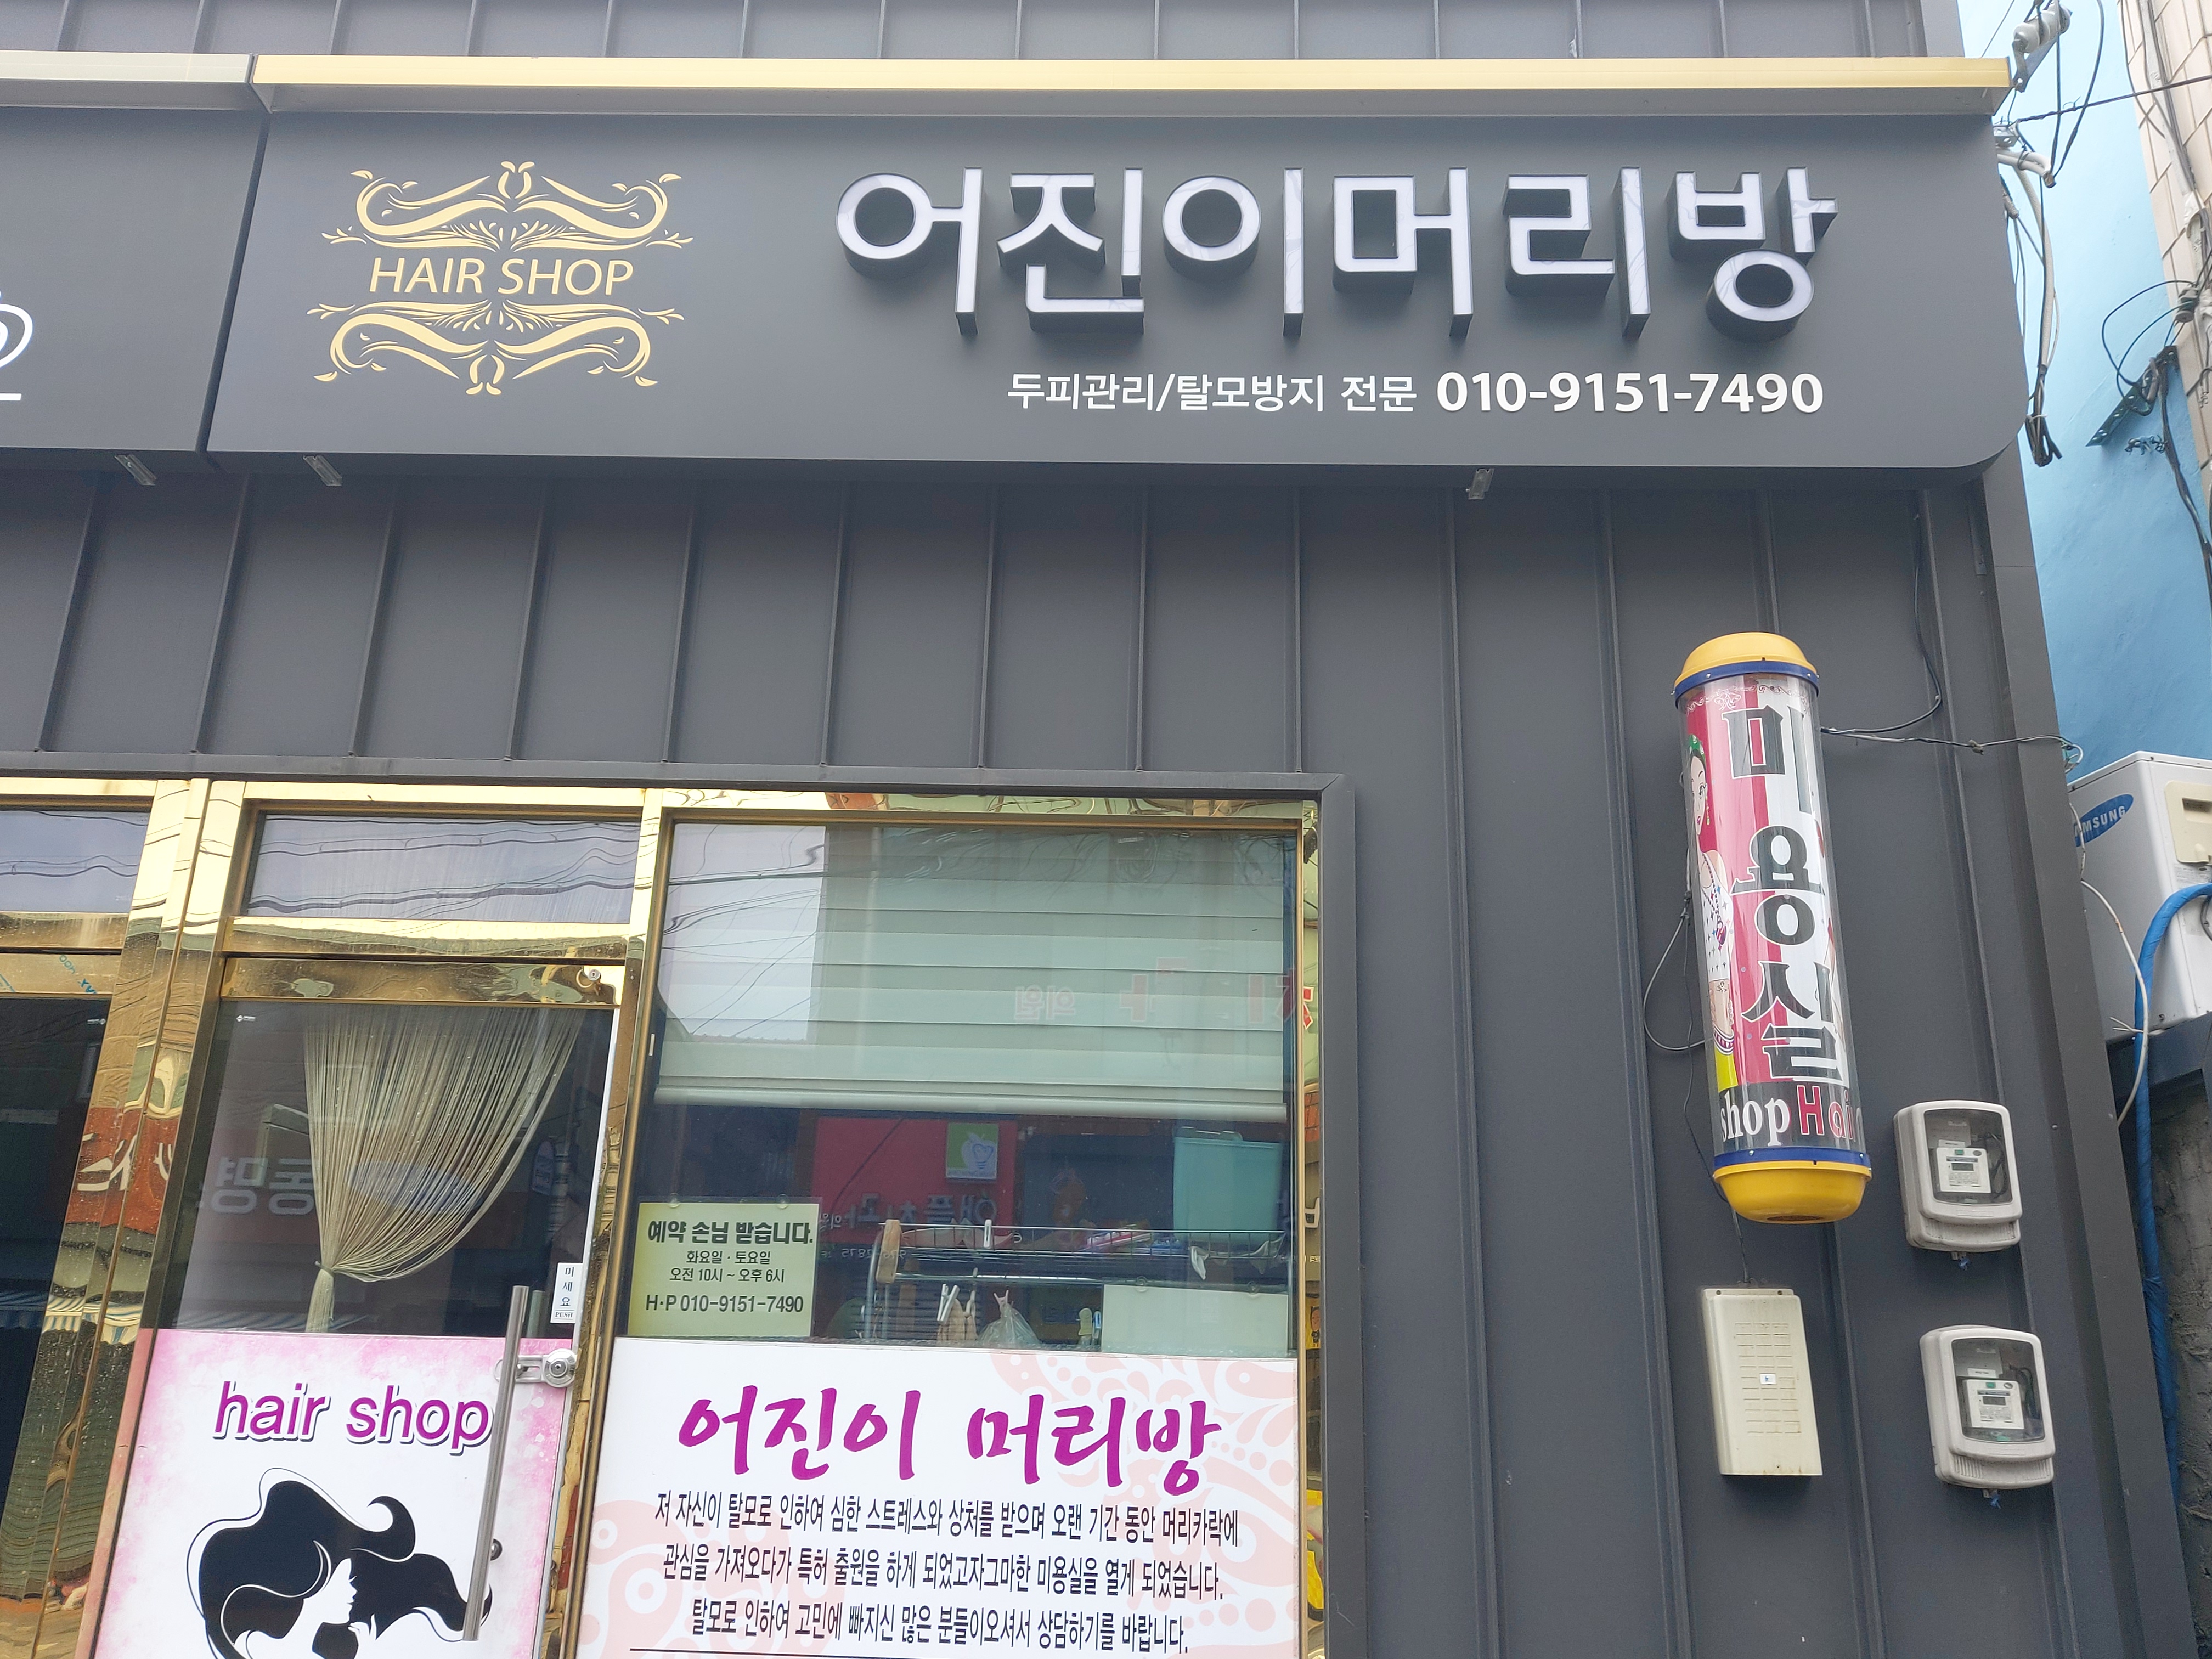 HAIR SHOP
어진이머리방
두피관리/탈모방지 전문 010-9151-7490
미용실
shop Hair
SAMSUNG
예약 손님 받습니다.
화요일 · 토요일
오전 10시 ~ 오후 6시
H·P 010-9151-7490
미세요
PUSH
hair shop
어진이 머리방
저 자신이 탈모로 인하여 심한 스트레스와 상처를 받으며 오랜 기간 동안 머리카락에
관심을 가져오다가 특허 출원을 하게 되었고자그마한 미용실을 열게 되었습니다.
탈모로 인하여 고민에 빠지신 많은 분들이오셔서 상담하기를 바랍니다.